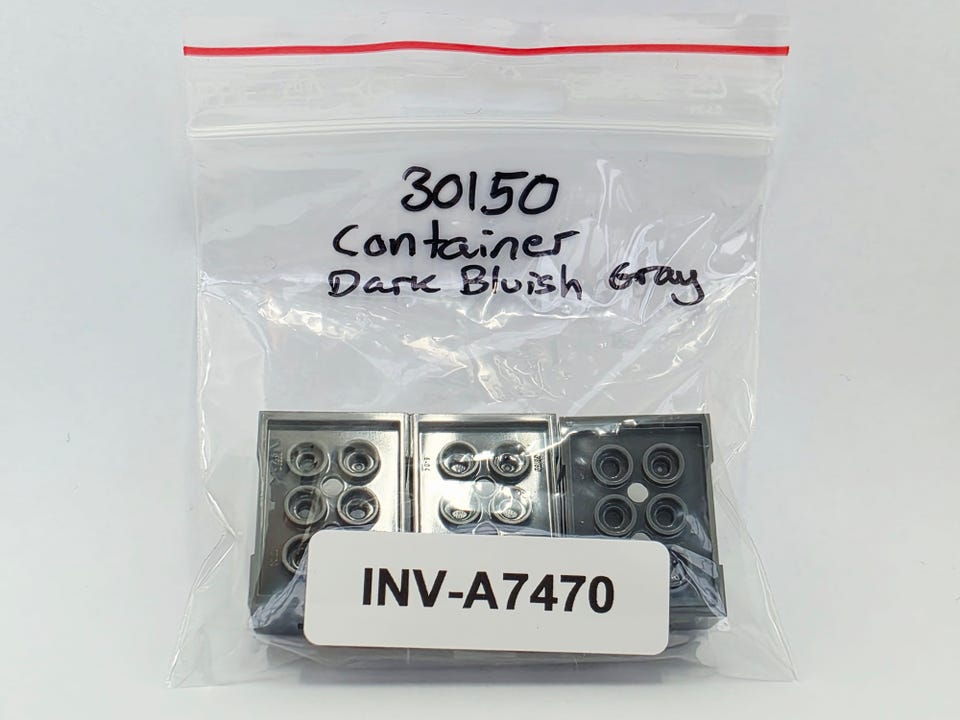 30150
Container
Dark Bluish Gray
INV-A7470